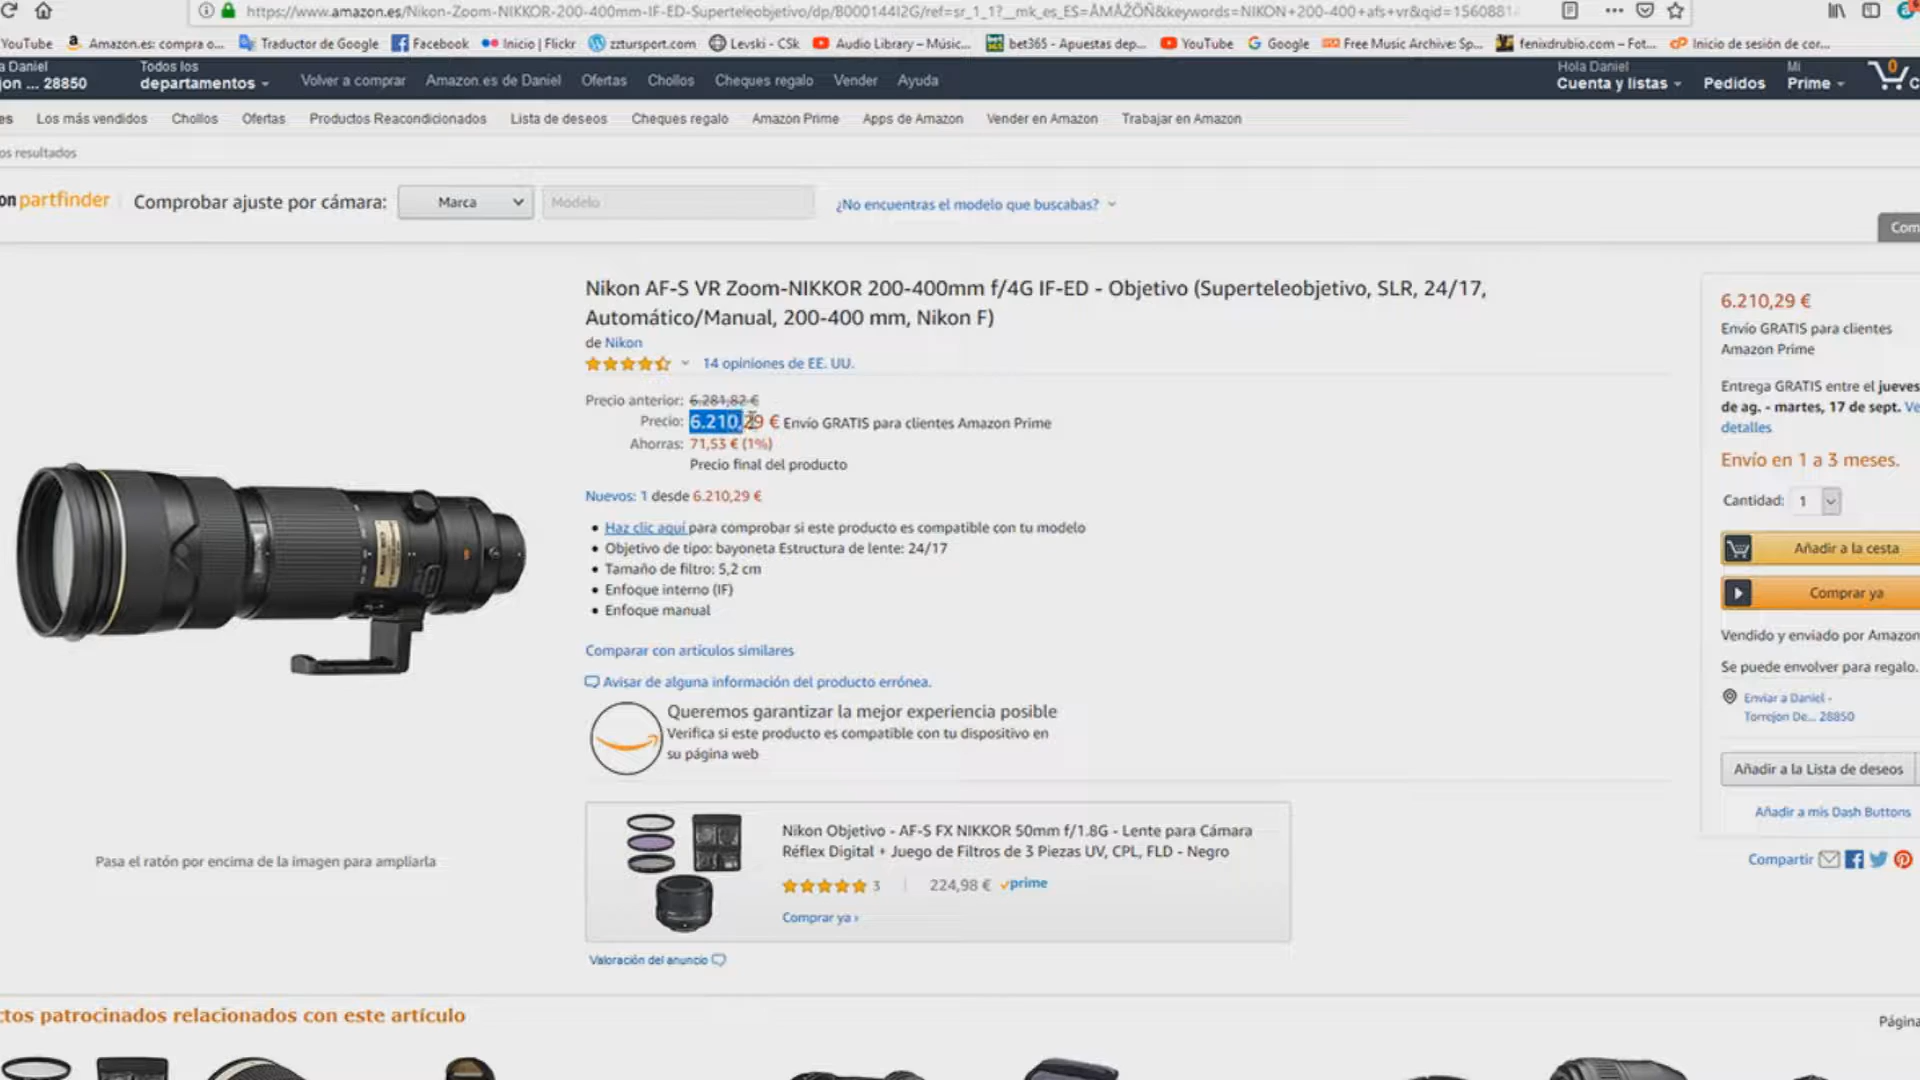 https://www.amazon.es/Nikon-Zoom-NIKKOR-200-400mm-IF-ED-Superteleobjetivo/dp/B000144I2G/ref=sr_1_1?__mk_es_ES=ÅMÅŽÕÑ&keywords=NIKON+200-400+afs+vr&qid=1560881
YouTube
Amazon.es: compra o...
Traductor de Google
Facebook
Inicio | Flickr
zztursport.com
Levski - CSk
Audio Library – Músic...
bet365 - Apuestas dep...
YouTube
Google
Free Music Archive: Sp...
fenixdrubio.com – Fot...
Inicio de sesión de cor...
a Daniel
jon ... 28850
Todos los
departamentos
Volver a comprar
Amazon.es de Daniel
Ofertas
Chollos
Cheques regalo
Vender
Ayuda
Hola Daniel
Cuenta y listas
Pedidos
Mi
Prime
0
C
es
Los más vendidos
Chollos
Ofertas
Productos Reacondicionados
Lista de deseos
Cheques regalo
Amazon Prime
Apps de Amazon
Vender en Amazon
Trabajar en Amazon
os resultados
on partfinder
Comprobar ajuste por cámara:
Marca
Modelo
¿No encuentras el modelo que buscabas?
Com
Nikon AF-S VR Zoom-NIKKOR 200-400mm f/4G IF-ED - Objetivo (Superteleobjetivo, SLR, 24/17,
Automático/Manual, 200-400 mm, Nikon F)
de Nikon
14 opiniones de EE. UU.
Precio anterior: 6.281,82 €
Precio: 6.210,29 € Envío GRATIS para clientes Amazon Prime
Ahorras: 71,53 € (1%)
Precio final del producto
Nuevos: 1 desde 6.210,29 €
• Haz clic aquí para comprobar si este producto es compatible con tu modelo
• Objetivo de tipo: bayoneta Estructura de lente: 24/17
• Tamaño de filtro: 5,2 cm
• Enfoque interno (IF)
• Enfoque manual
Comparar con artículos similares
Avisar de alguna información del producto errónea.
Queremos garantizar la mejor experiencia posible
Verifica si este producto es compatible con tu dispositivo en
su página web
Nikon Objetivo - AF-S FX NIKKOR 50mm f/1.8G - Lente para Cámara
Réflex Digital + Juego de Filtros de 3 Piezas UV, CPL, FLD - Negro
3
224,98 € prime
Comprar ya ›
Valoración del anuncio
Pasa el ratón por encima de la imagen para ampliarla
6.210,29 €
Envío GRATIS para clientes
Amazon Prime
Entrega GRATIS entre el jueves
de ag. - martes, 17 de sept. Ve
detalles
Envío en 1 a 3 meses.
Cantidad: 1
Añadir a la cesta
Comprar ya
Vendido y enviado por Amazon
Se puede envolver para regalo.
Enviar a Daniel -
Torrejon De... 28850
Añadir a la Lista de deseos
Añadir a mis Dash Buttons
Compartir
ctos patrocinados relacionados con este artículo
Página